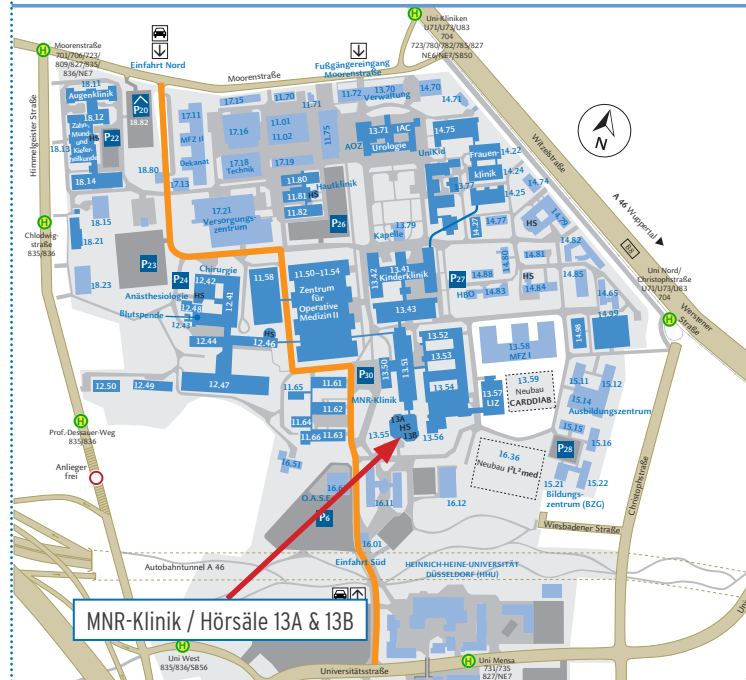 H
Uni-Kliniken
U71/U73/U83
704
723/780/782/785/827
NE6/NE7/SB50
H
Moorenstraße
701/706/723/
809/827/835/
836/NE7
Einfahrt Nord
Moorenstraße
Fußgängereingang
Moorenstraße
18.11
Augenklinik
18.12
Zahn-
Mund-
und
Kiefer-
heilkunde
HS
P22
P20
18.82
18.13
18.14
18.80
17.11
MFZ II
Dekanat
17.13
17.15
17.16
17.18
Technik
17.19
11.70
11.71
11.01
11.02
11.75
11.72
13.70
Verwaltung
14.70
14.71
13.71
IAC
AOZ
Urologie
14.75
UniKid
Frauen-
klinik
14.22
14.24
14.25
13.77
14.74
Witzelstraße
N
Himmelgeister Straße
11.80
11.81
HS
11.82
Hautklinik
P26
17.21
Versorgungs-
zentrum
13.79
Kapelle
14.27
14.77
HS
14.79
A 46 Wuppertal
88
H
Chlodwig-
straße
835/836
18.15
18.21
18.23
P23
P24
Chirurgie
12.42
12.41
Anästhesiologie
HS
12.48
Blutspende
12.43
12.44
HS
12.46
12.47
11.58
11.50–11.54
Zentrum
für
Operative
Medizin II
13.42
13.41
Kinderklinik
13.43
P27
14.80
14.81
14.82
14.88
HS
14.85
HBO
14.83
14.84
14.65
14.99
14.98
Uni Nord/
Christophstraße
U71/U73/U83
704
H
Werstener
Straße
12.50
12.49
11.65
11.61
11.62
11.64
11.66
11.63
P30
13.50
13.51
13.52
13.53
13.54
MNR-Klinik
13.58
MFZ I
13.57
LIZ
13.59
Neubau
CARDDIAB
15.11
15.12
15.14
Ausbildungszentrum
15.15
15.16
13A
HS
13B
13.55
13.56
H
Prof.-Dessauer-Weg
835/836
Anlieger
frei
16.51
O.A.S.E.
P6
16.11
16.12
16.36
Neubau I³L³med
P28
15.21
15.22
Bildungs-
zentrum (BZG)
Christophstraße
Wiesbadener Straße
16.01
Einfahrt Süd
Autobahntunnel A 46
HEINRICH-HEINE-UNIVERSITÄT
DÜSSELDORF (HHU)
MNR-Klinik / Hörsäle 13A & 13B
H
Uni West
835/836/SB56
Universitätsstraße
H
Uni Mensa
731/735
827/NE7